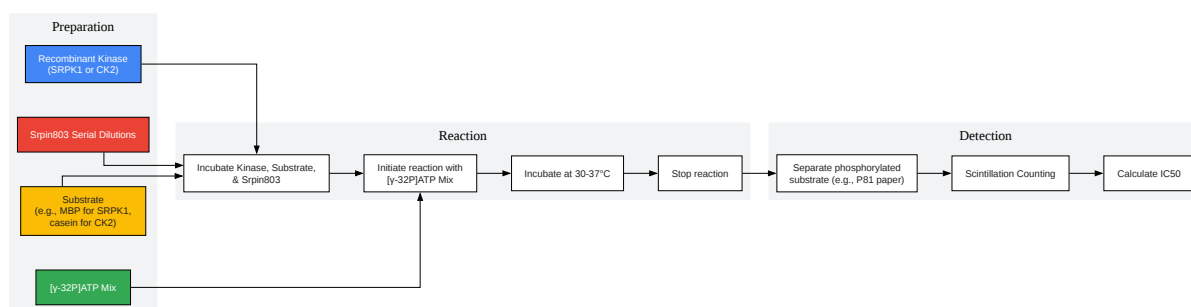 Preparation
Recombinant Kinase
(SRPK1 or CK2)
Srpin803 Serial Dilutions
Substrate
(e.g., MBP for SRPK1,
casein for CK2)
[γ-32P]ATP Mix
Reaction
Incubate Kinase, Substrate,
& Srpin803
Initiate reaction with
[γ-32P]ATP Mix
Incubate at 30-37°C
Stop reaction
Detection
Separate phosphorylated
substrate (e.g., P81 paper)
Scintillation Counting
Calculate IC50